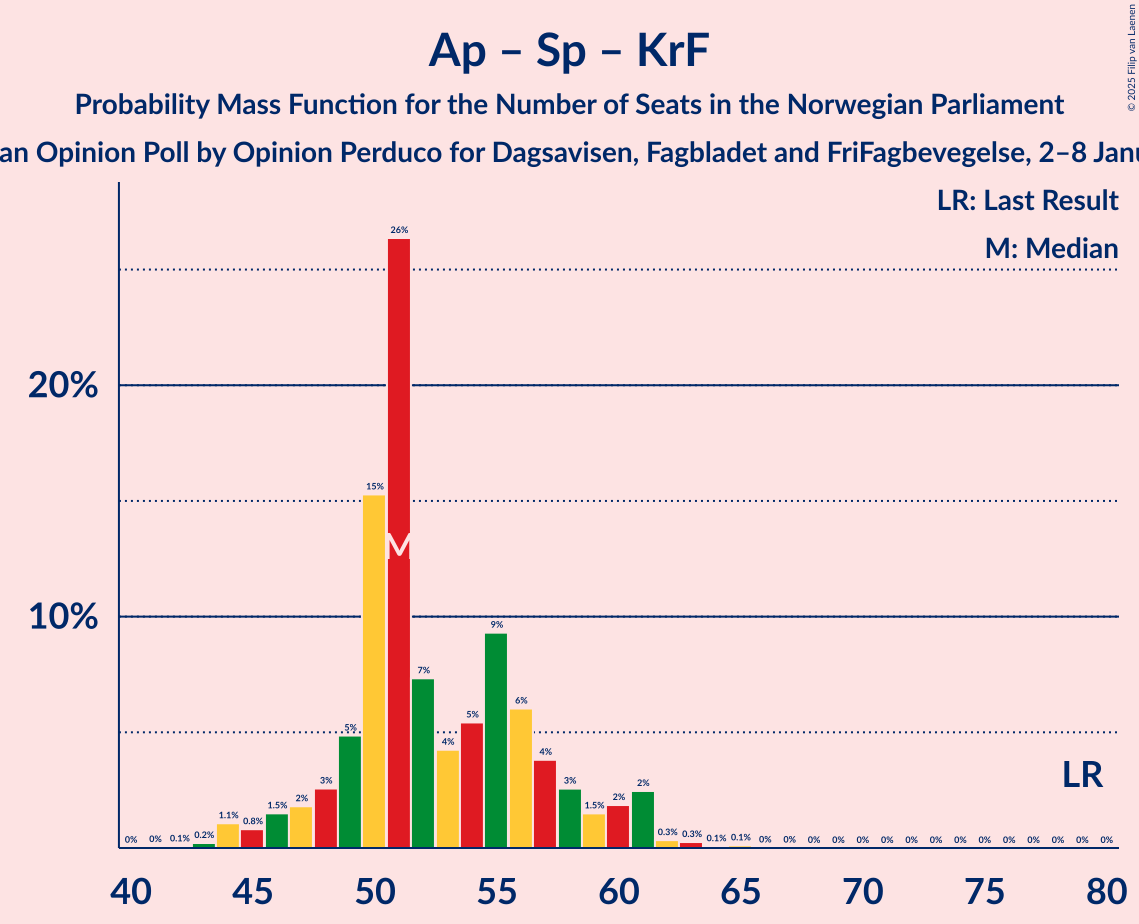 © 2025 Filip van Laenen
Ap – Sp – KrF
Probability Mass Function for the Number of Seats in the Norwegian Parliament
an Opinion Poll by Opinion Perduco for Dagsavisen, Fagbladet and FriFagbevegelse, 2–8 Janu
LR: Last Result
M: Median
20%
10%
0% 0% 0.1% 0.2% 1.1% 0.8% 1.5% 2% 3% 5% 15% 26% 7% 4% 5% 9% 6% 4% 3% 1.5% 2% 2% 0.3% 0.3% 0.1% 0.1% 0% 0% 0% 0% 0% 0% 0% 0% 0% 0% 0% 0% 0% 0% 0%
M
LR
40 45 50 55 60 65 70 75 80